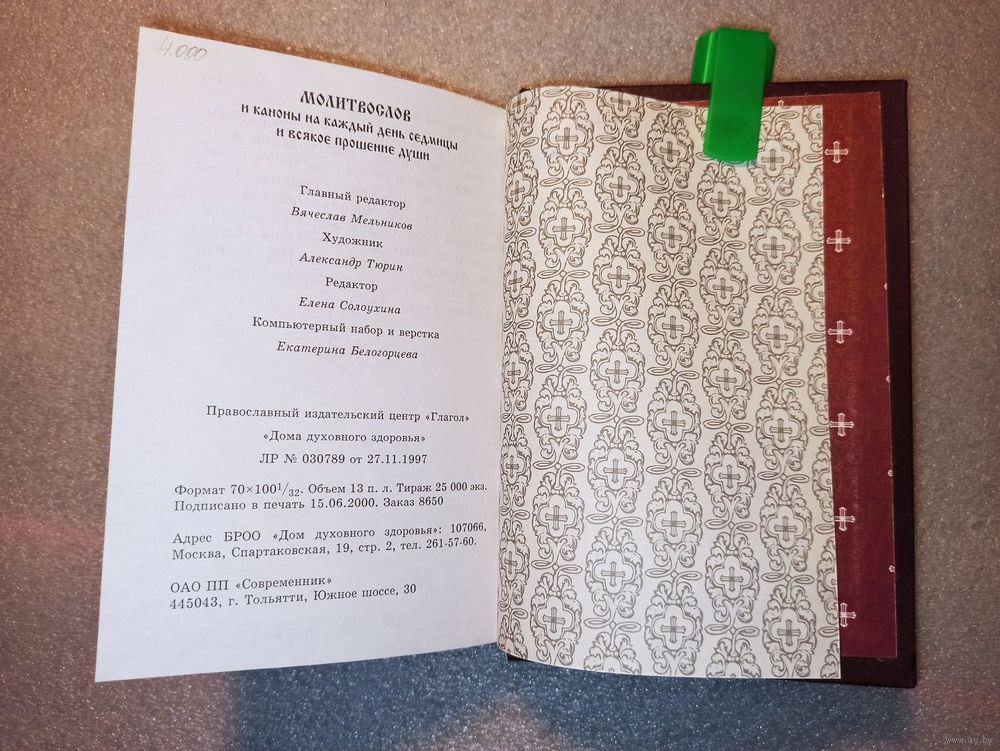 4.000
МОЛИТВОСЛОВ
и каноны на каждый день седмицы
и всякое прошение души
Главный редактор
Вячеслав Мельников
Художник
Александр Тюрин
Редактор
Елена Солоухина
Компьютерный набор и верстка
Екатерина Белогорцева
Православный издательский центр «Глагол»
«Дома духовного здоровья»
ЛР № 030789 от 27.11.1997
Формат 70×100¹/₃₂. Объем 13 п. л. Тираж 25 000 экз.
Подписано в печать 15.06.2000. Заказ 8650
Адрес БРОО «Дом духовного здоровья»: 107066,
Москва, Спартаковская, 19, стр. 2, тел. 261-57-60.
ОАО ПП «Современник»
445043, г. Тольятти, Южное шоссе, 30
www.ay.by